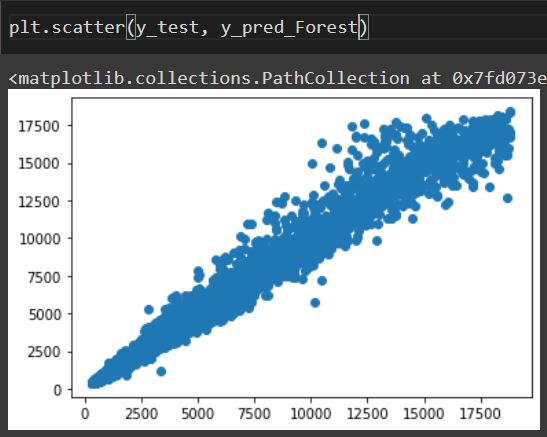 plt.scatter(y_test, y_pred_Forest)
<matplotlib.collections.PathCollection at 0x7fd073e
17500
15000
12500
10000
7500
5000
2500
0
0 2500 5000 7500 10000 12500 15000 17500